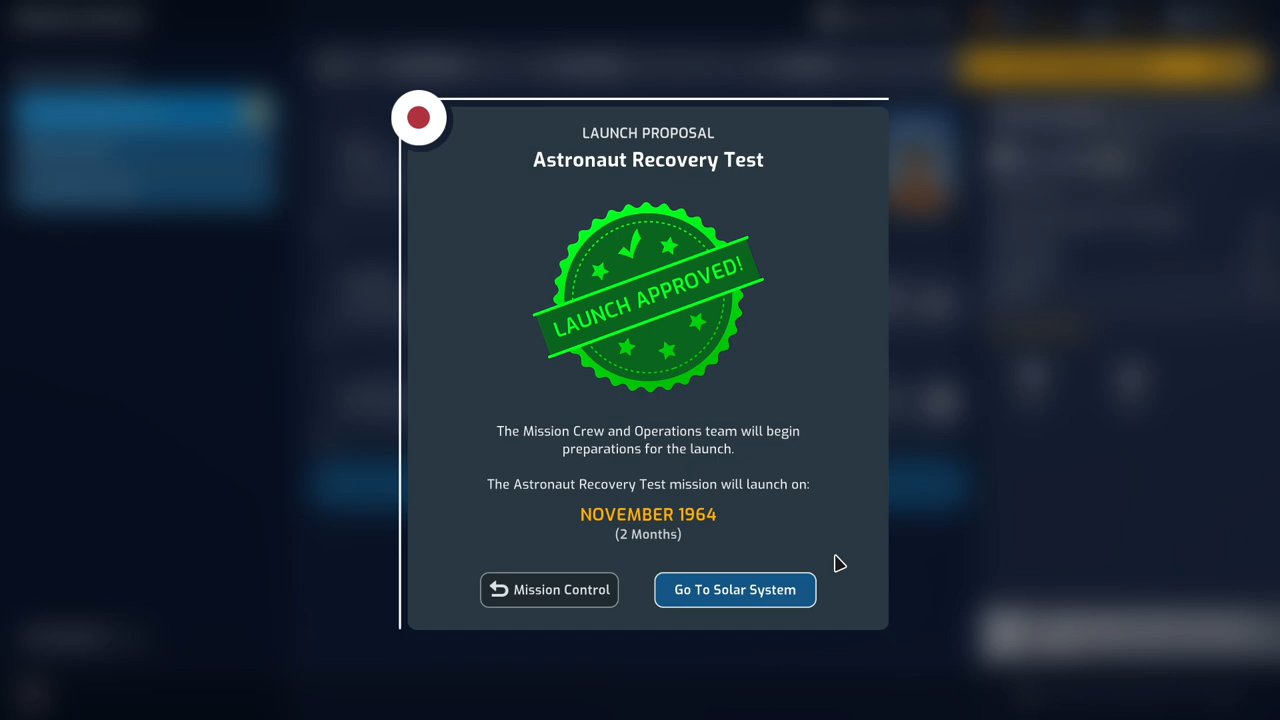 LAUNCH PROPOSAL
Astronaut Recovery Test
LAUNCH APPROVED!
The Mission Crew and Operations team will begin
preparations for the launch.
The Astronaut Recovery Test mission will launch on:
NOVEMBER 1964
(2 Months)
Mission Control
Go To Solar System